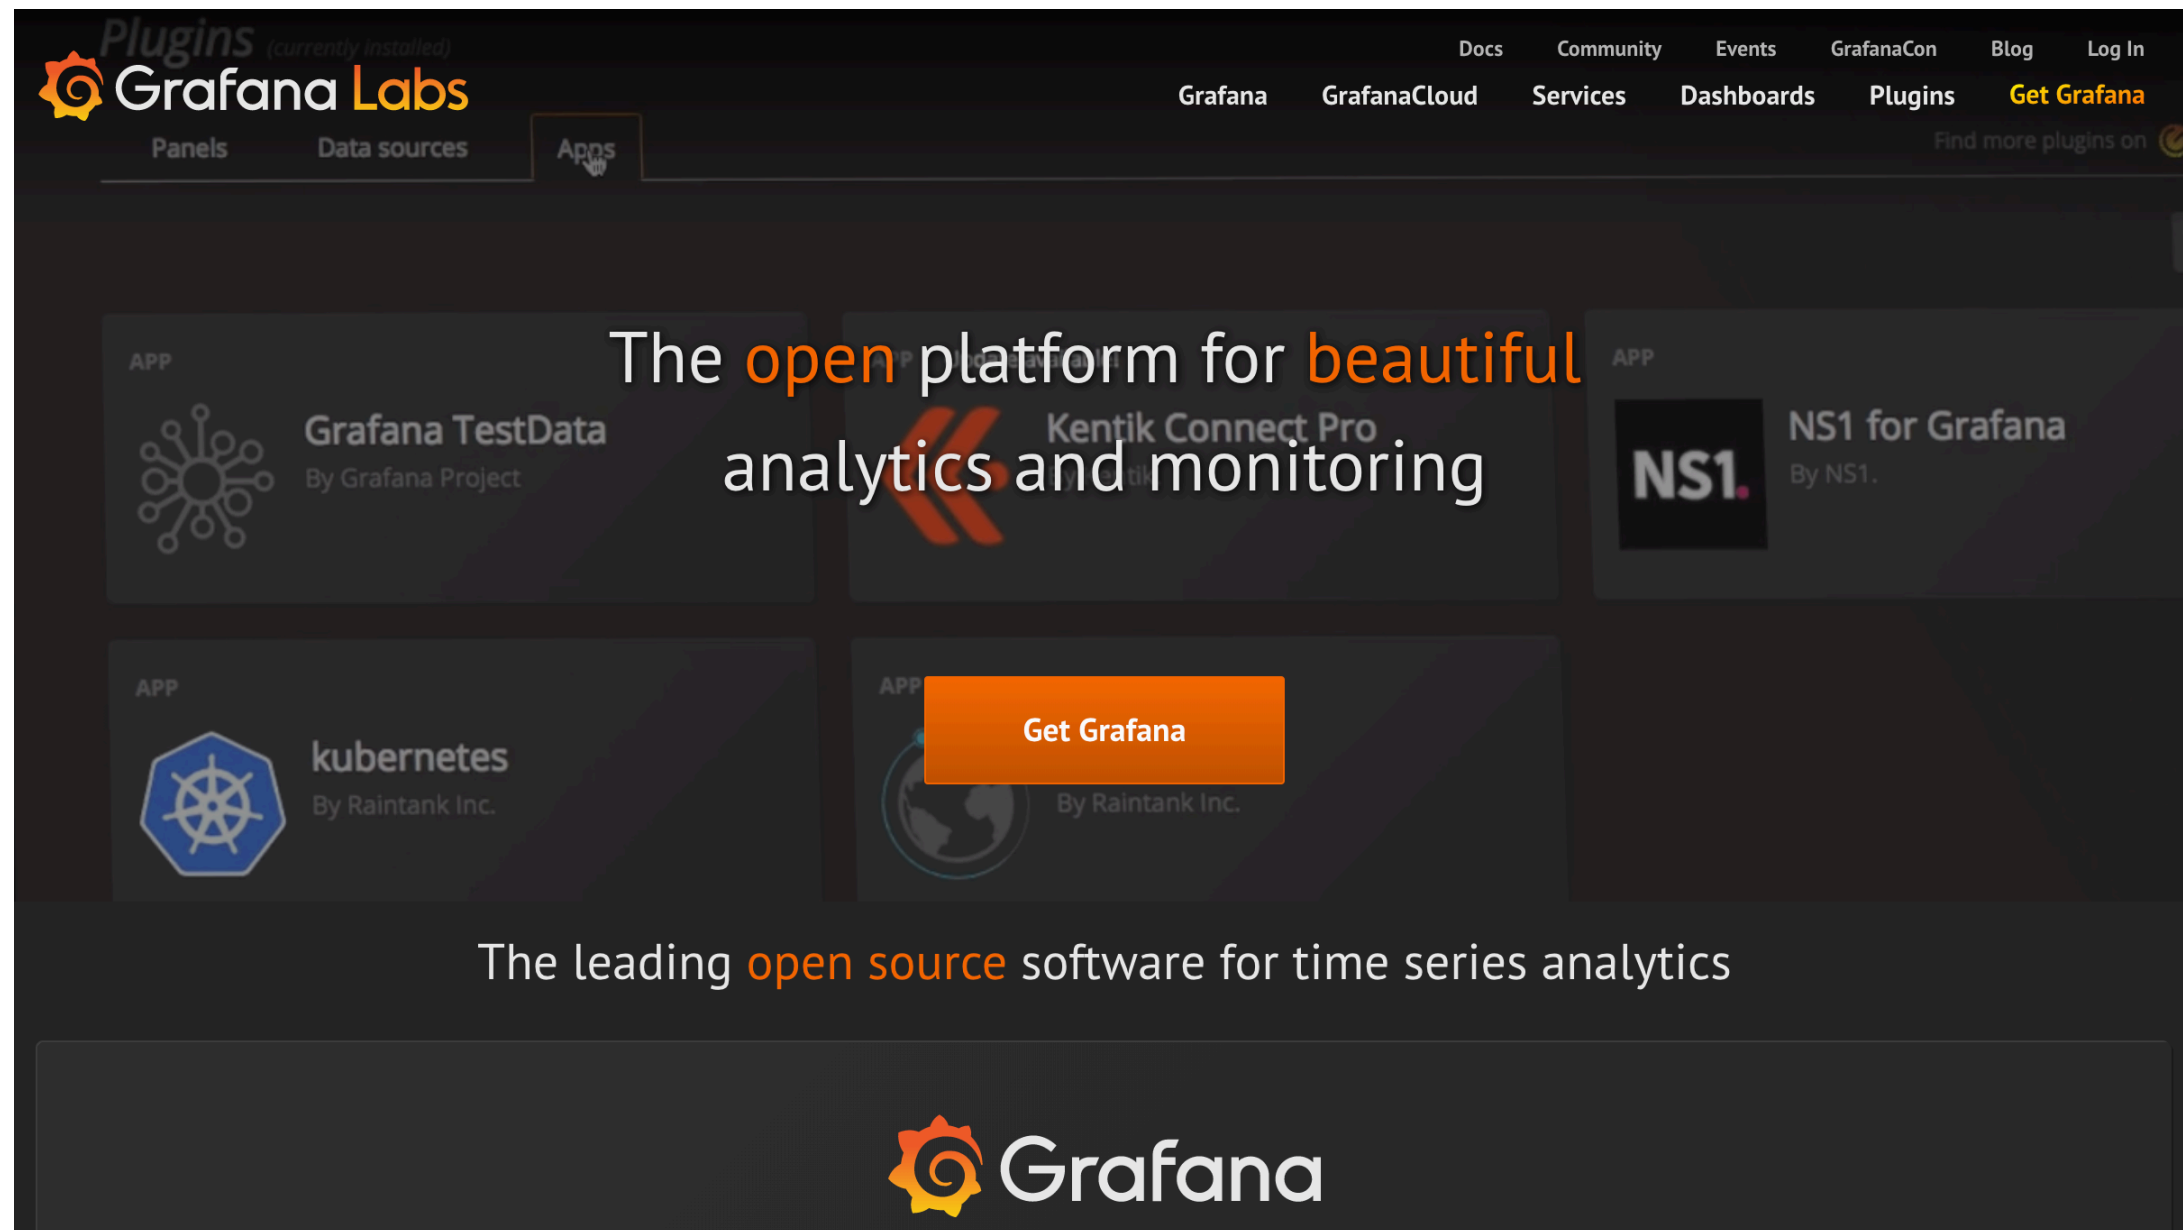 Plugins (currently installed)
Docs Community Events GrafanaCon Blog Log In
Grafana Labs
Grafana GrafanaCloud Services Dashboards Plugins Get Grafana
Panels Data sources Apps
Find more plugins on
The open platform for beautiful
analytics and monitoring
APP
Grafana TestData
By Grafana Project
Kentik Connect Pro
APP
NS1 for Grafana
By NS1.
NS1.
APP
kubernetes
By Raintank Inc.
APP
Get Grafana
By Raintank Inc.
The leading open source software for time series analytics
Grafana